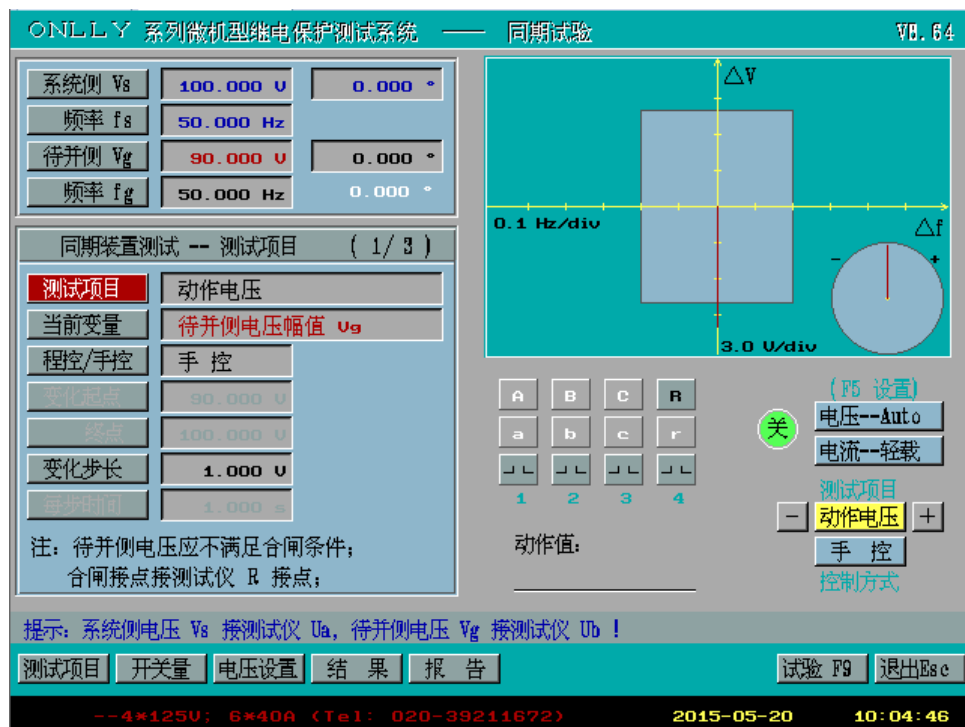 ONLLY 系列微机型继电保护测试系统 —— 同期试验 V8.64
系统侧 Vs 100.000 V 0.000 °
频率 fs 50.000 Hz
待并侧 Vg 90.000 V 0.000 °
频率 fg 50.000 Hz 0.000 °
△V
0.1 Hz/div
△f
- +
3.0 V/div
同期装置测试 -- 测试项目 ( 1/ 3 )
测试项目 动作电压
当前变量 待并侧电压幅值 Vg
程控/手控 手 控
变化起点 90.000 V
终点 100.000 V
变化步长 1.000 V
每步时间 1.000 s
注: 待并侧电压应不满足合闸条件;
合闸接点接测试仪 R 接点;
A B C R
a b c r
1 2 3 4
动作值:
关
(F5 设置)
电压--Auto
电流--轻载
测试项目
- 动作电压 +
手 控
控制方式
提示: 系统侧电压 Vs 接测试仪 Ua, 待并侧电压 Vg 接测试仪 Ub !
测试项目 开关量 电压设置 结 果 报 告 试验 F9 退出Esc
--4*125V; 6*40A (Tel: 020-39211672) 2015-05-20 10:04:46